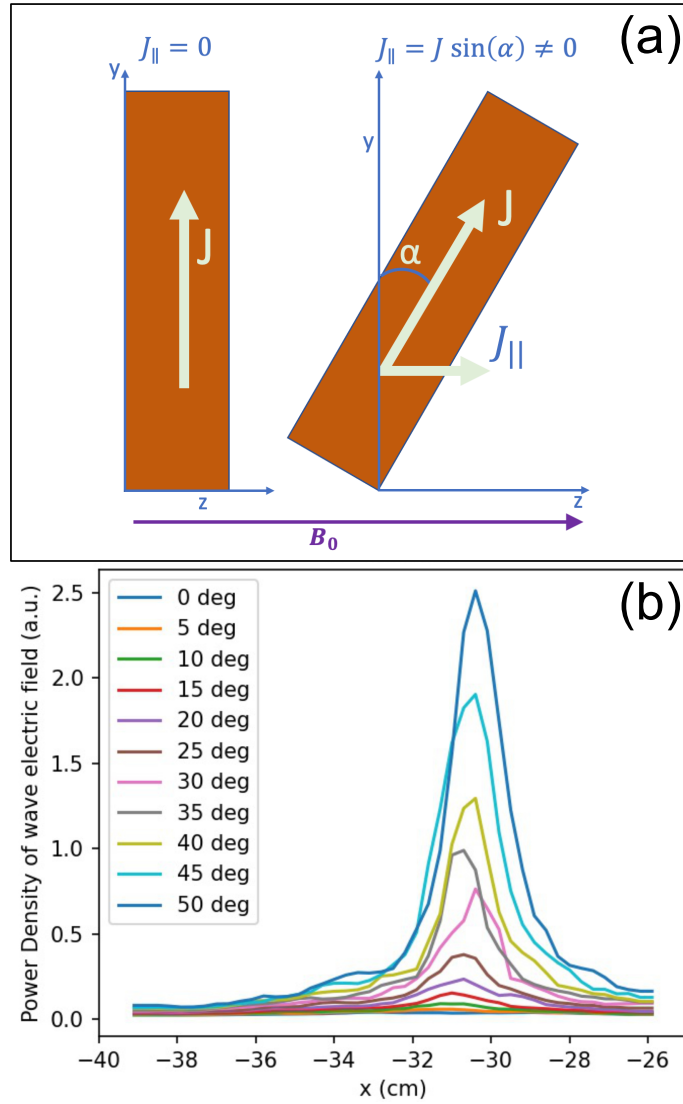 (a)
J∥ = 0
J∥ = J sin(α) ≠ 0
y
y
J
J
α
J||
z
z
B₀
(b)
Power Density of wave electric field (a.u.)
2.5
2.0
1.5
1.0
0.5
0.0
0 deg
5 deg
10 deg
15 deg
20 deg
25 deg
30 deg
35 deg
40 deg
45 deg
50 deg
−40 −38 −36 −34 −32 −30 −28 −26
x (cm)